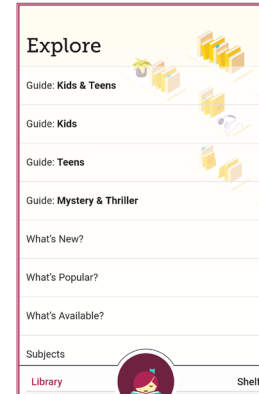 Explore
Guide: Kids & Teens
Guide: Kids
Guide: Teens
Guide: Mystery & Thriller
What's New?
What's Popular?
What's Available?
Subjects
Library
Shelf